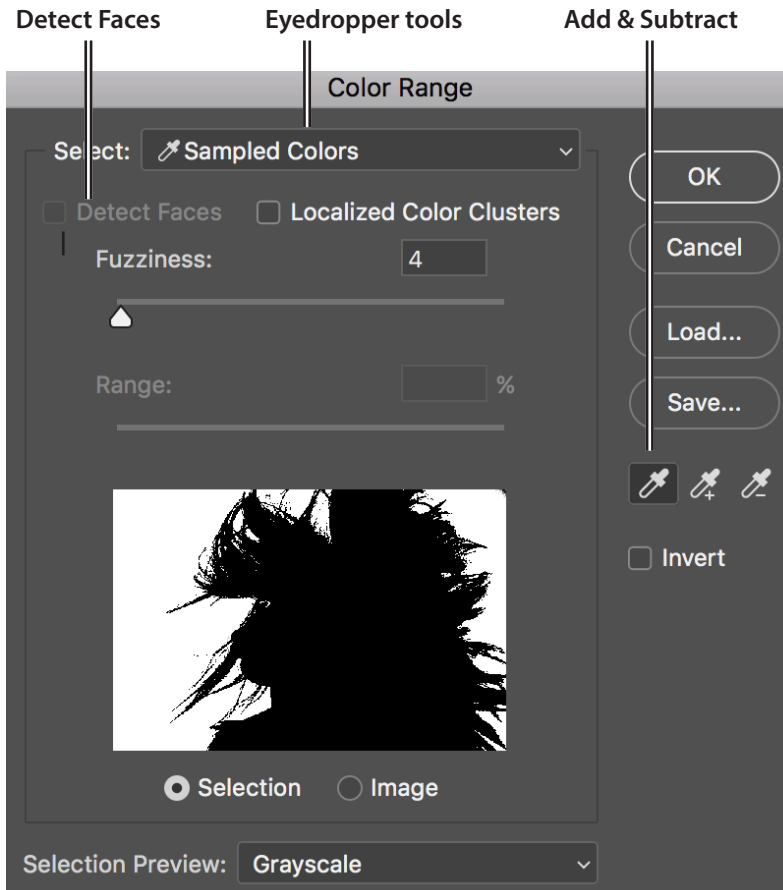 Detect Faces Eyedropper tools Add & Subtract
Color Range
Select: Sampled Colors
OK
Detect Faces Localized Color Clusters
Cancel
Fuzziness: 4
Load...
Range: %
Save...
Invert
Selection Image
Selection Preview: Grayscale